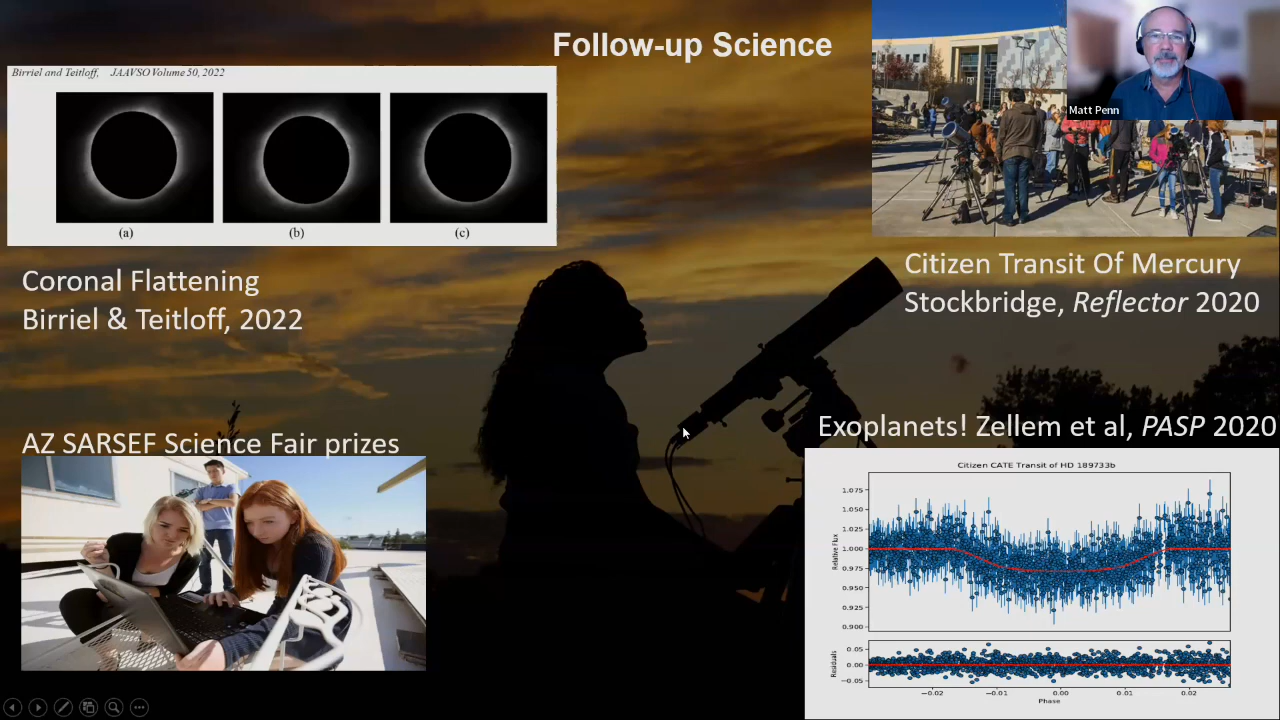 Follow-up Science
Birriel and Teitloff, JAAVSO Volume 50, 2022
(a) (b) (c)
Coronal Flattening
Birriel & Teitloff, 2022
Matt Penn
Citizen Transit Of Mercury
Stockbridge, Reflector 2020
AZ SARSEF Science Fair prizes
Exoplanets! Zellem et al, PASP 2020
Citizen CATE Transit of HD 189733b
Relative Flux
1.075
1.050
1.025
1.000
0.975
0.950
0.925
0.900
Residuals
0.05
0.00
−0.05
−0.02 −0.01 0.00 0.01 0.02
Phase